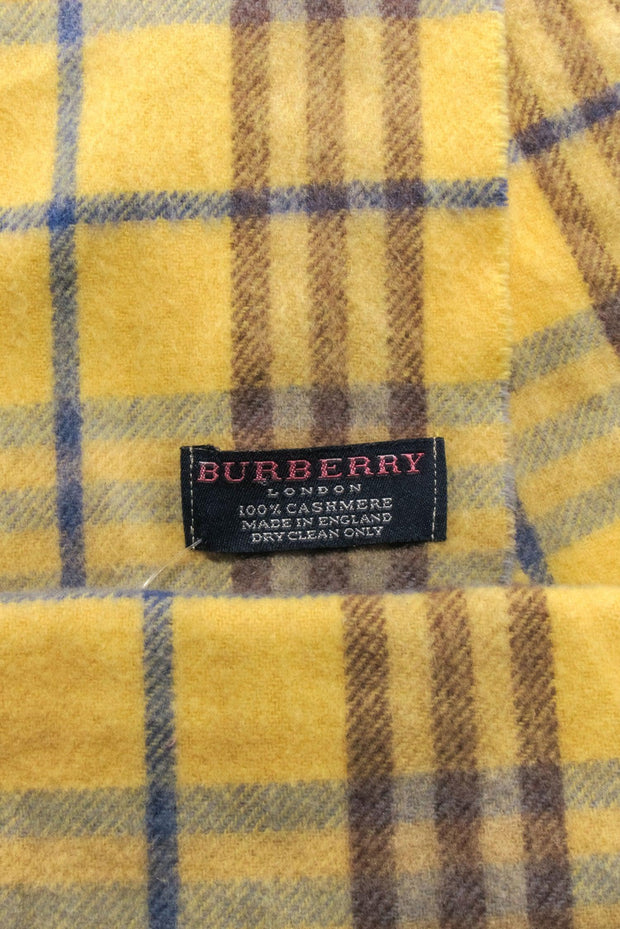 BURBERRY
LONDON
100% CASHMERE
MADE IN ENGLAND
DRY CLEAN ONLY